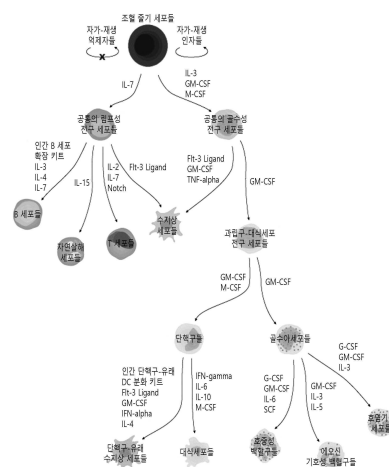 조혈 줄기 세포들
자가-재생
억제자들
자가-재생
인자들
IL-7
IL-3
GM-CSF
M-CSF
공통의 림포성
전구 세포들
공통의 골수성
전구 세포들
인간 B 세포
확장 키트
IL-3
IL-4
IL-7
IL-15
IL-2
IL-7
Notch
Flt-3 Ligand
Flt-3 Ligand
GM-CSF
TNF-alpha
GM-CSF
B 세포들
자연살해
세포들
T 세포들
수지상
세포들
과립구-대식세포
전구 세포들
GM-CSF
M-CSF
GM-CSF
단핵구들
골수아세포들
인간 단핵구-유래
DC 분화 키트
Flt-3 Ligand
GM-CSF
IFN-alpha
IL-4
IFN-gamma
IL-6
IL-10
M-CSF
G-CSF
GM-CSF
IL-6
SCF
GM-CSF
IL-3
IL-5
G-CSF
GM-CSF
IL-3
단핵구-유래
수지상 세포들
대식세포들
호중성
백혈구들
이오신
기호성 백혈구들
호염기
세포들